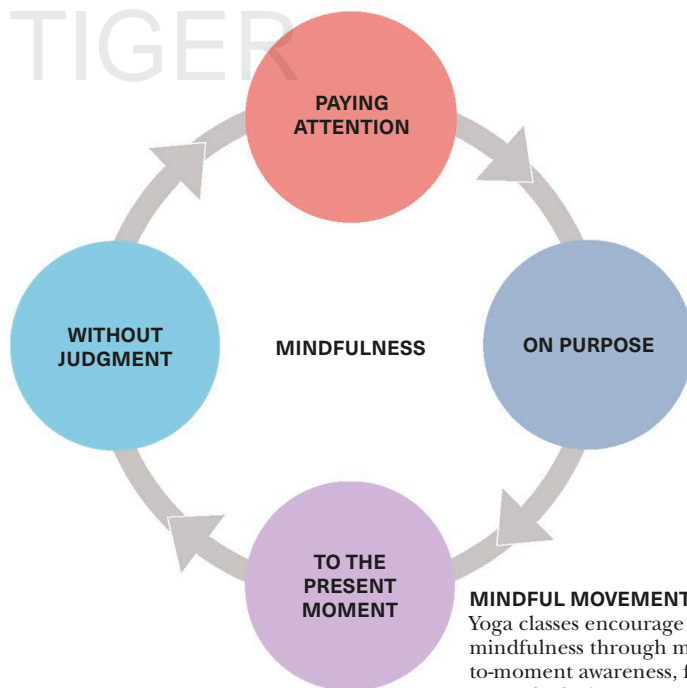 TIGER
PAYING
ATTENTION
ON PURPOSE
TO THE
PRESENT
MOMENT
WITHOUT
JUDGMENT
MINDFULNESS
MINDFUL MOVEMENT
Yoga classes encourage
mindfulness through
to-moment awareness,